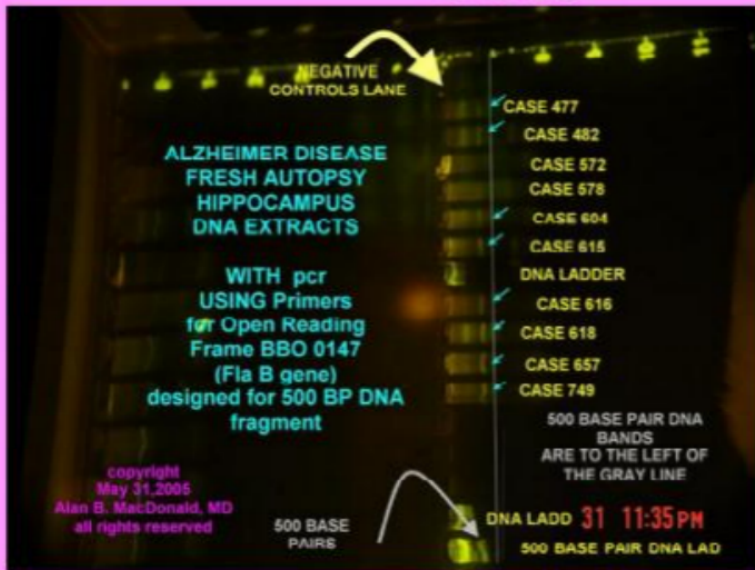 NEGATIVE
CONTROLS LANE
CASE 477
CASE 482
ALZHEIMER DISEASE
FRESH AUTOPSY
HIPPOCAMPUS
DNA EXTRACTS
CASE 572
CASE 578
CASE 604
CASE 615
DNA LADDER
WITH pcr
USING Primers
for Open Reading
Frame BBO 0147
(Fla B gene)
designed for 500 BP DNA
fragment
CASE 616
CASE 618
CASE 657
CASE 749
500 BASE PAIR DNA
BANDS
ARE TO THE LEFT OF
THE GRAY LINE
copyright
May 31,2005
Alan B. MacDonald, MD
all rights reserved
500 BASE
PAIRS
DNA LADD 31 11:35PM
500 BASE PAIR DNA LAD